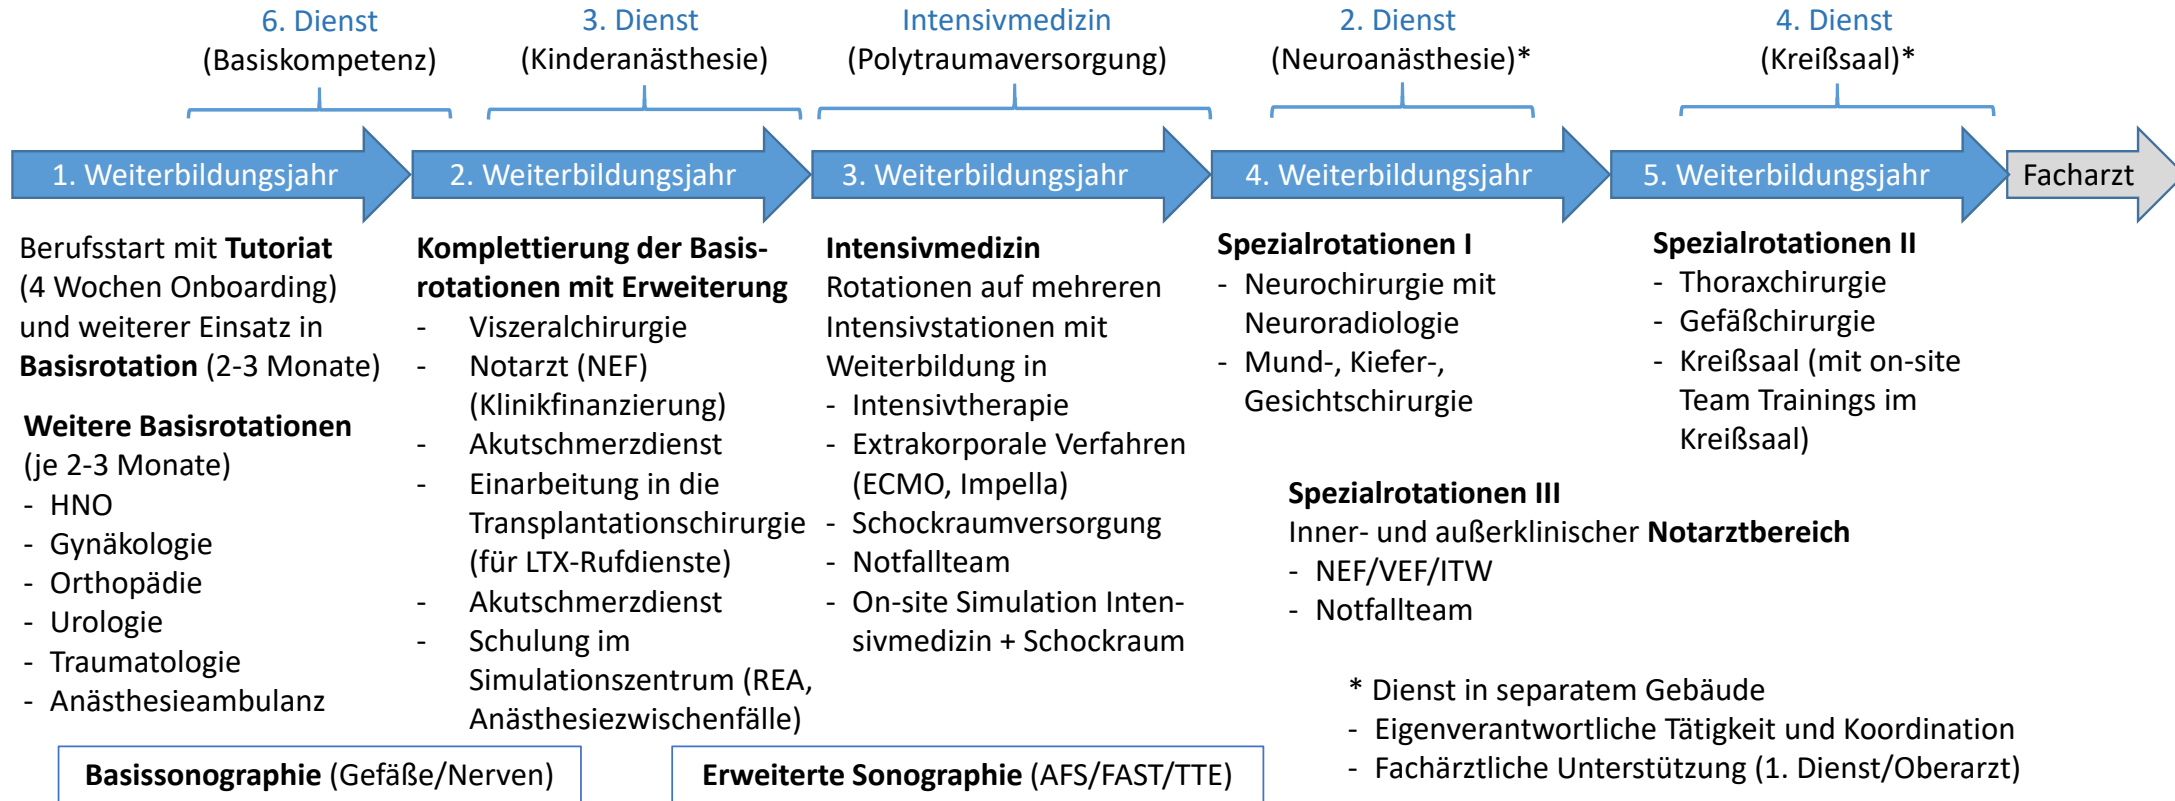 6. Dienst
(Basiskompetenz)
3. Dienst
(Kinderanästhesie)
Intensivmedizin
(Polytraumaversorgung)
2. Dienst
(Neuroanästhesie)*
4. Dienst
(Kreißsaal)*
1. Weiterbildungsjahr
2. Weiterbildungsjahr
3. Weiterbildungsjahr
4. Weiterbildungsjahr
5. Weiterbildungsjahr
Facharzt
Berufsstart mit Tutoriat
(4 Wochen Onboarding)
und weiterer Einsatz in
Basisrotation (2-3 Monate)
Weitere Basisrotationen
(je 2-3 Monate)
- HNO
- Gynäkologie
- Orthopädie
- Urologie
- Traumatologie
- Anästhesieambulanz
Komplettierung der Basis-
rotationen mit Erweiterung
- Viszeralchirurgie
- Notarzt (NEF)
(Klinikfinanzierung)
- Akutschmerzdienst
- Einarbeitung in die
Transplantationschirurgie
(für LTX-Rufdienste)
- Akutschmerzdienst
- Schulung im
Simulationszentrum (REA,
Anästhesiezwischenfälle)
Intensivmedizin
Rotationen auf mehreren
Intensivstationen mit
Weiterbildung in
- Intensivtherapie
- Extrakorporale Verfahren
(ECMO, Impella)
- Schockraumversorgung
- Notfallteam
- On-site Simulation Inten-
sivmedizin + Schockraum
Spezialrotationen I
- Neurochirurgie mit
Neuroradiologie
- Mund-, Kiefer-,
Gesichtschirurgie
Spezialrotationen II
- Thoraxchirurgie
- Gefäßchirurgie
- Kreißsaal (mit on-site
Team Trainings im
Kreißsaal)
Spezialrotationen III
Inner- und außerklinischer Notarztbereich
- NEF/VEF/ITW
- Notfallteam
* Dienst in separatem Gebäude
- Eigenverantwortliche Tätigkeit und Koordination
- Fachärztliche Unterstützung (1. Dienst/Oberarzt)
Basissonographie (Gefäße/Nerven)
Erweiterte Sonographie (AFS/FAST/TTE)